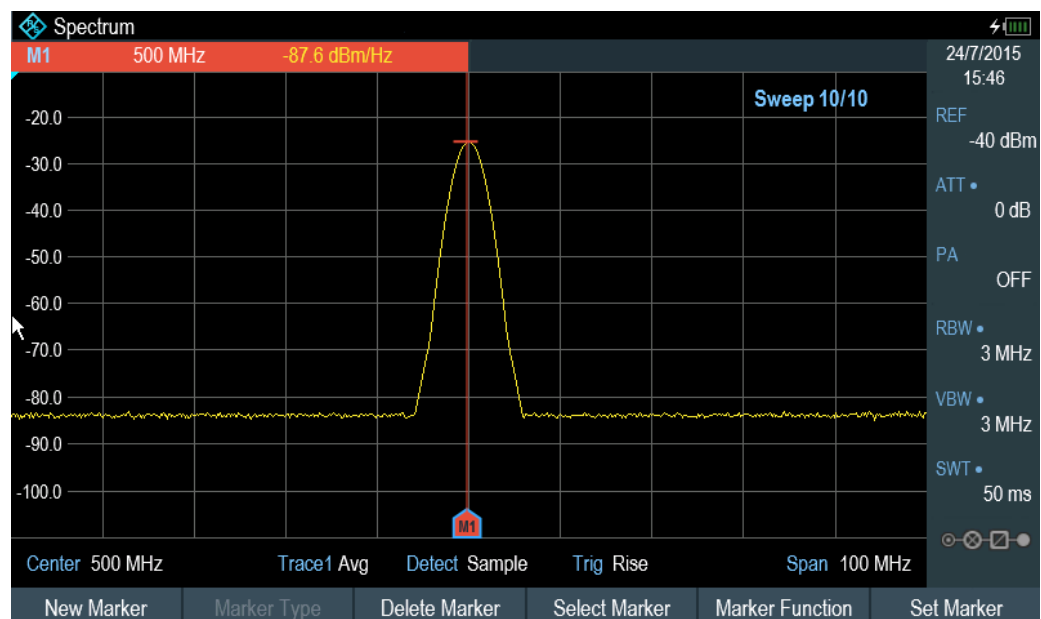 Spectrum
M1 500 MHz -87.6 dBm/Hz
24/7/2015
15:46
Sweep 10/10
-20.0
-30.0
-40.0
-50.0
-60.0
-70.0
-80.0
-90.0
-100.0
M1
REF
-40 dBm
ATT
0 dB
PA
OFF
RBW
3 MHz
VBW
3 MHz
SWT
50 ms
Center 500 MHz Trace1 Avg Detect Sample Trig Rise Span 100 MHz
New Marker Marker Type Delete Marker Select Marker Marker Function Set Marker